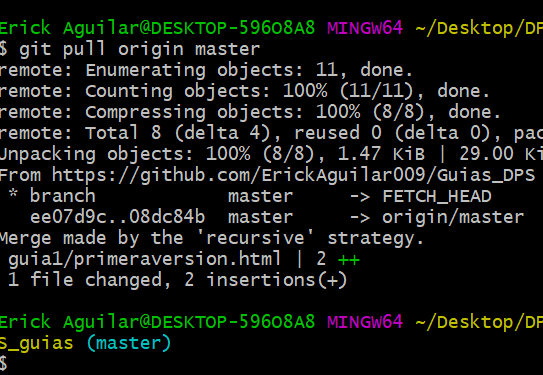 Erick Aguilar@DESKTOP-596O8A8 MINGW64 ~/Desktop/DP
$ git pull origin master
remote: Enumerating objects: 11, done.
remote: Counting objects: 100% (11/11), done.
remote: Compressing objects: 100% (8/8), done.
remote: Total 8 (delta 4), reused 0 (delta 0), pac
Unpacking objects: 100% (8/8), 1.47 KiB | 29.00 Ki
From https://github.com/ErickAguilar009/Guias_DPS
 * branch            master     -> FETCH_HEAD
   ee07d9c..08dc84b  master     -> origin/master
Merge made by the 'recursive' strategy.
 guia1/primeraversion.html | 2 ++
 1 file changed, 2 insertions(+)
Erick Aguilar@DESKTOP-596O8A8 MINGW64 ~/Desktop/DP
S_guias (master)
$